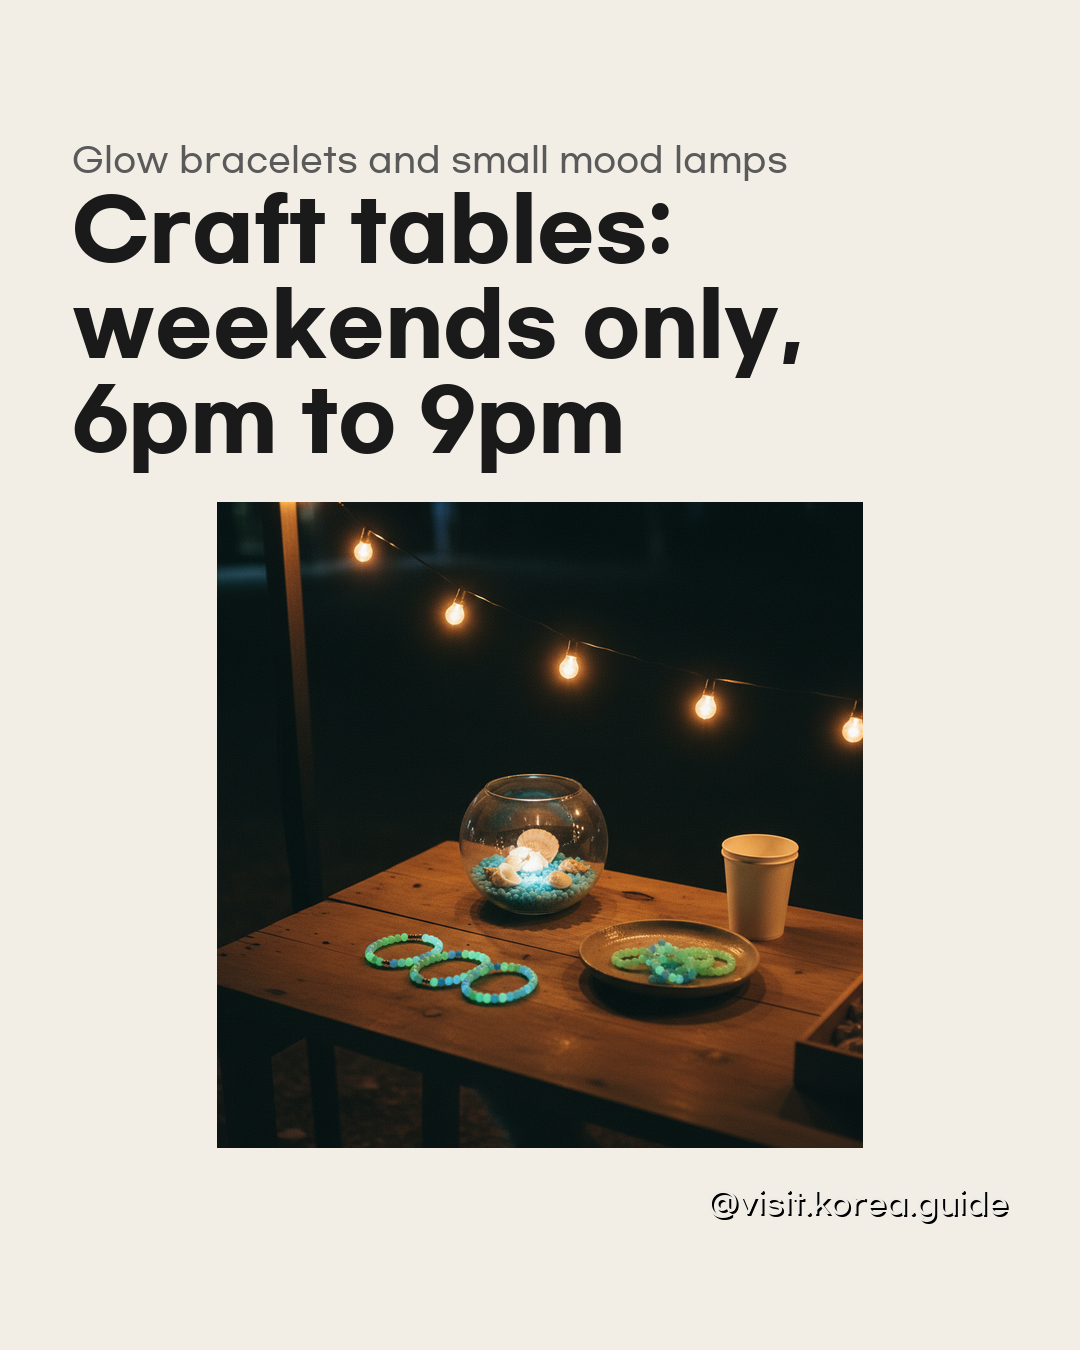 Glow bracelets and small mood lamps
Craft tables:
weekends only,
6pm to 9pm
@visit.korea.guide